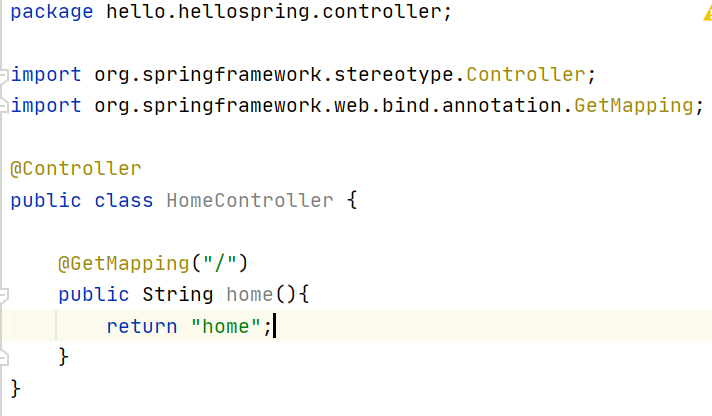 package hello.hellospring.controller;
import org.springframework.stereotype.Controller;
import org.springframework.web.bind.annotation.GetMapping;
@Controller
public class HomeController {
@GetMapping("/")
public String home(){
return "home";
}
}